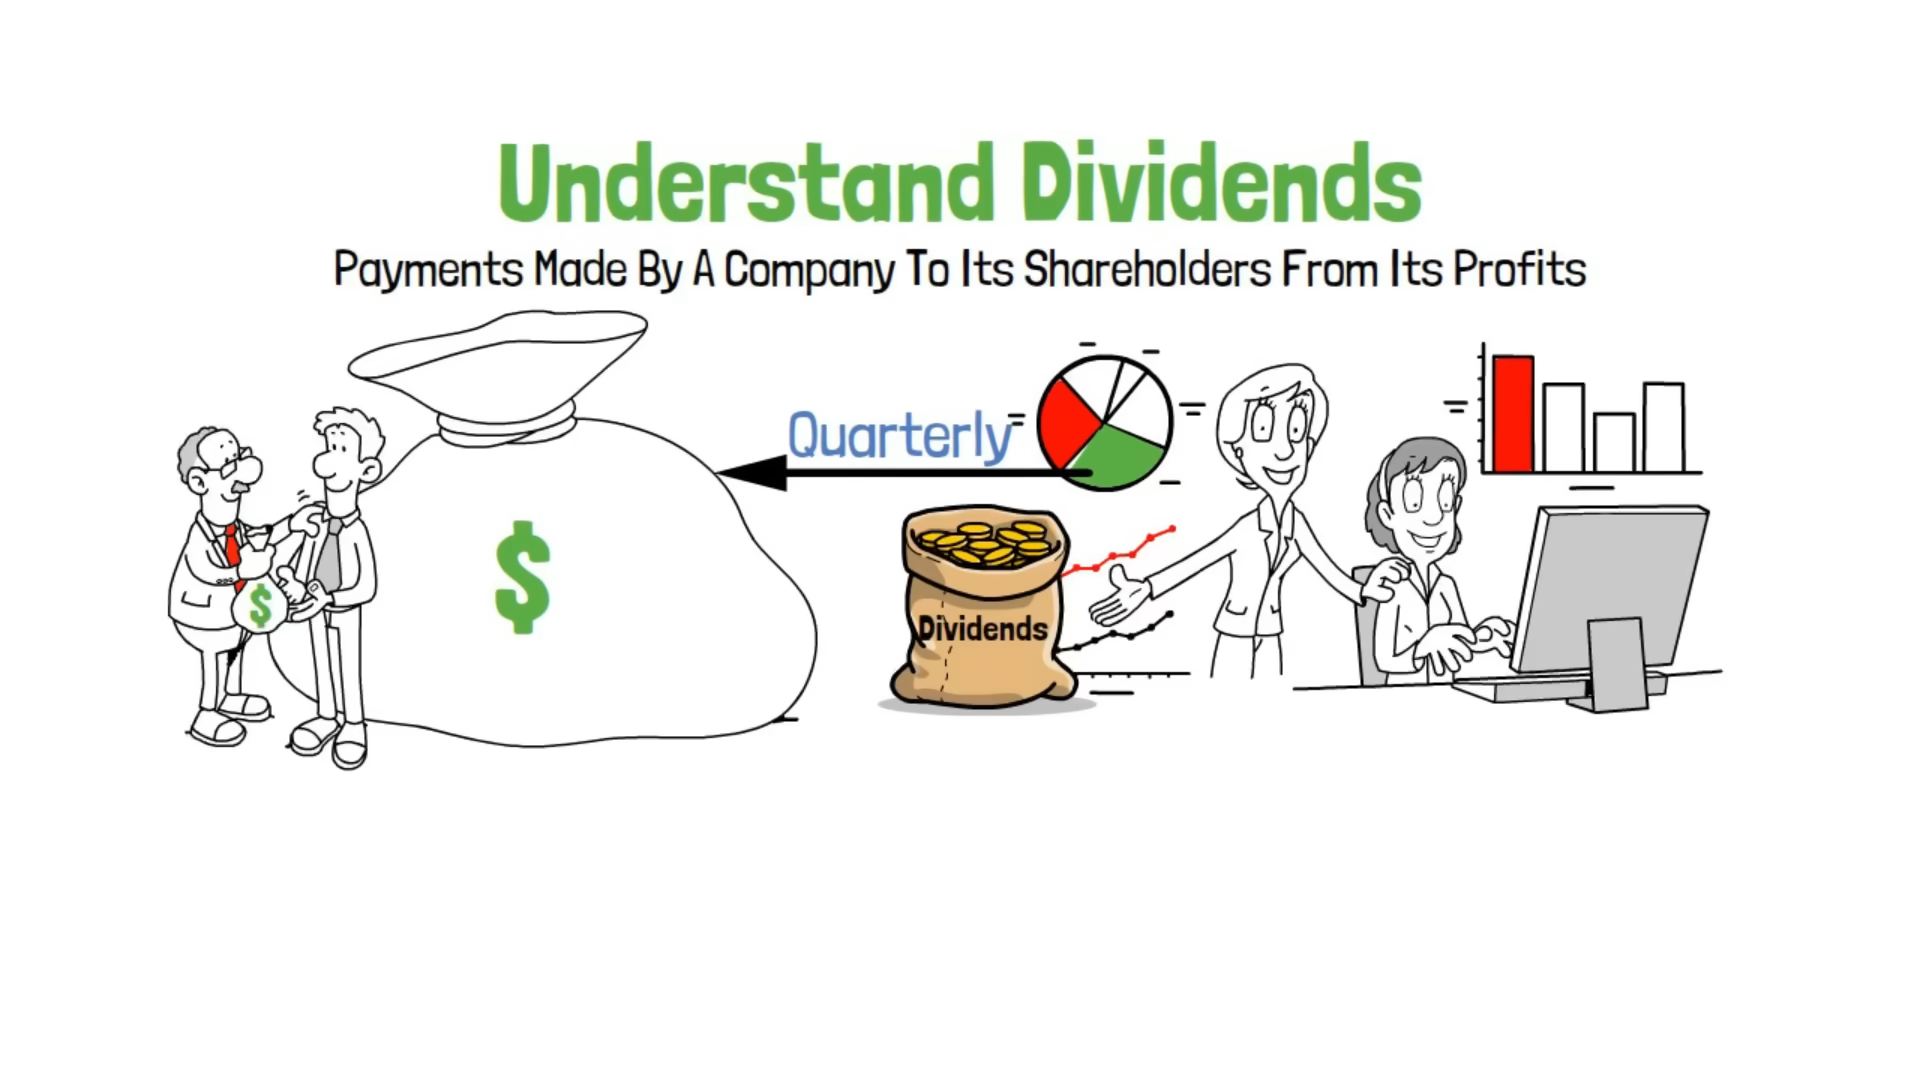 Understand Dividends
Payments Made By A Company To Its Shareholders From Its Profits
Quarterly
$
$
Dividends